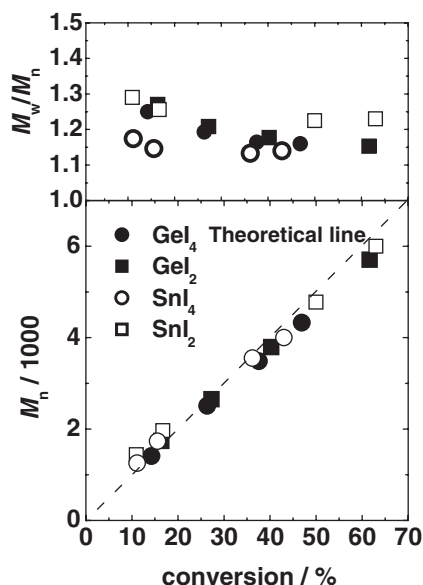 1.5
1.4
1.3
1.2
1.1
1.0
Mw/Mn
GeI4 Theoretical line
GeI2
SnI4
SnI2
6
4
2
0
Mn / 1000
0 10 20 30 40 50 60 70
conversion / %